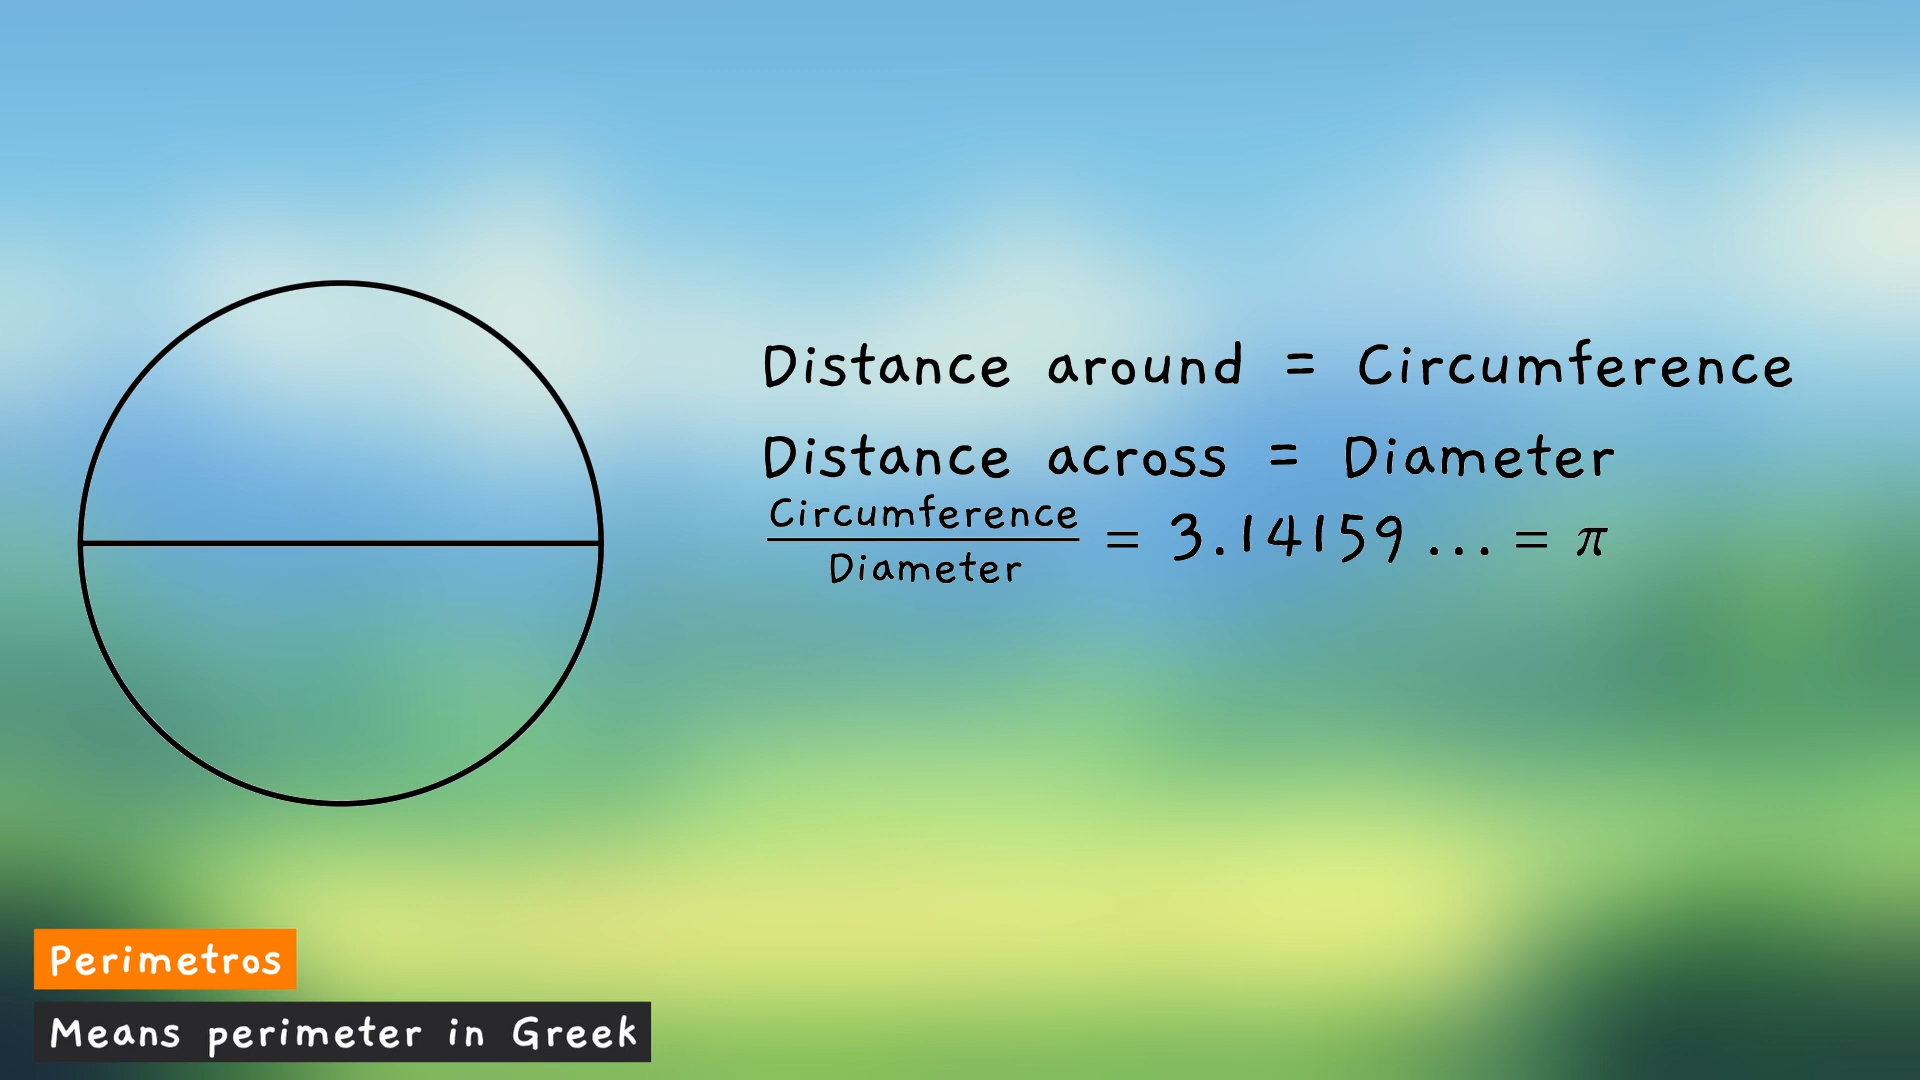 Distance around = Circumference
Distance across = Diameter
Circumference
Diameter
= 3.14159 ... = π
Perimetros
Means perimeter in Greek